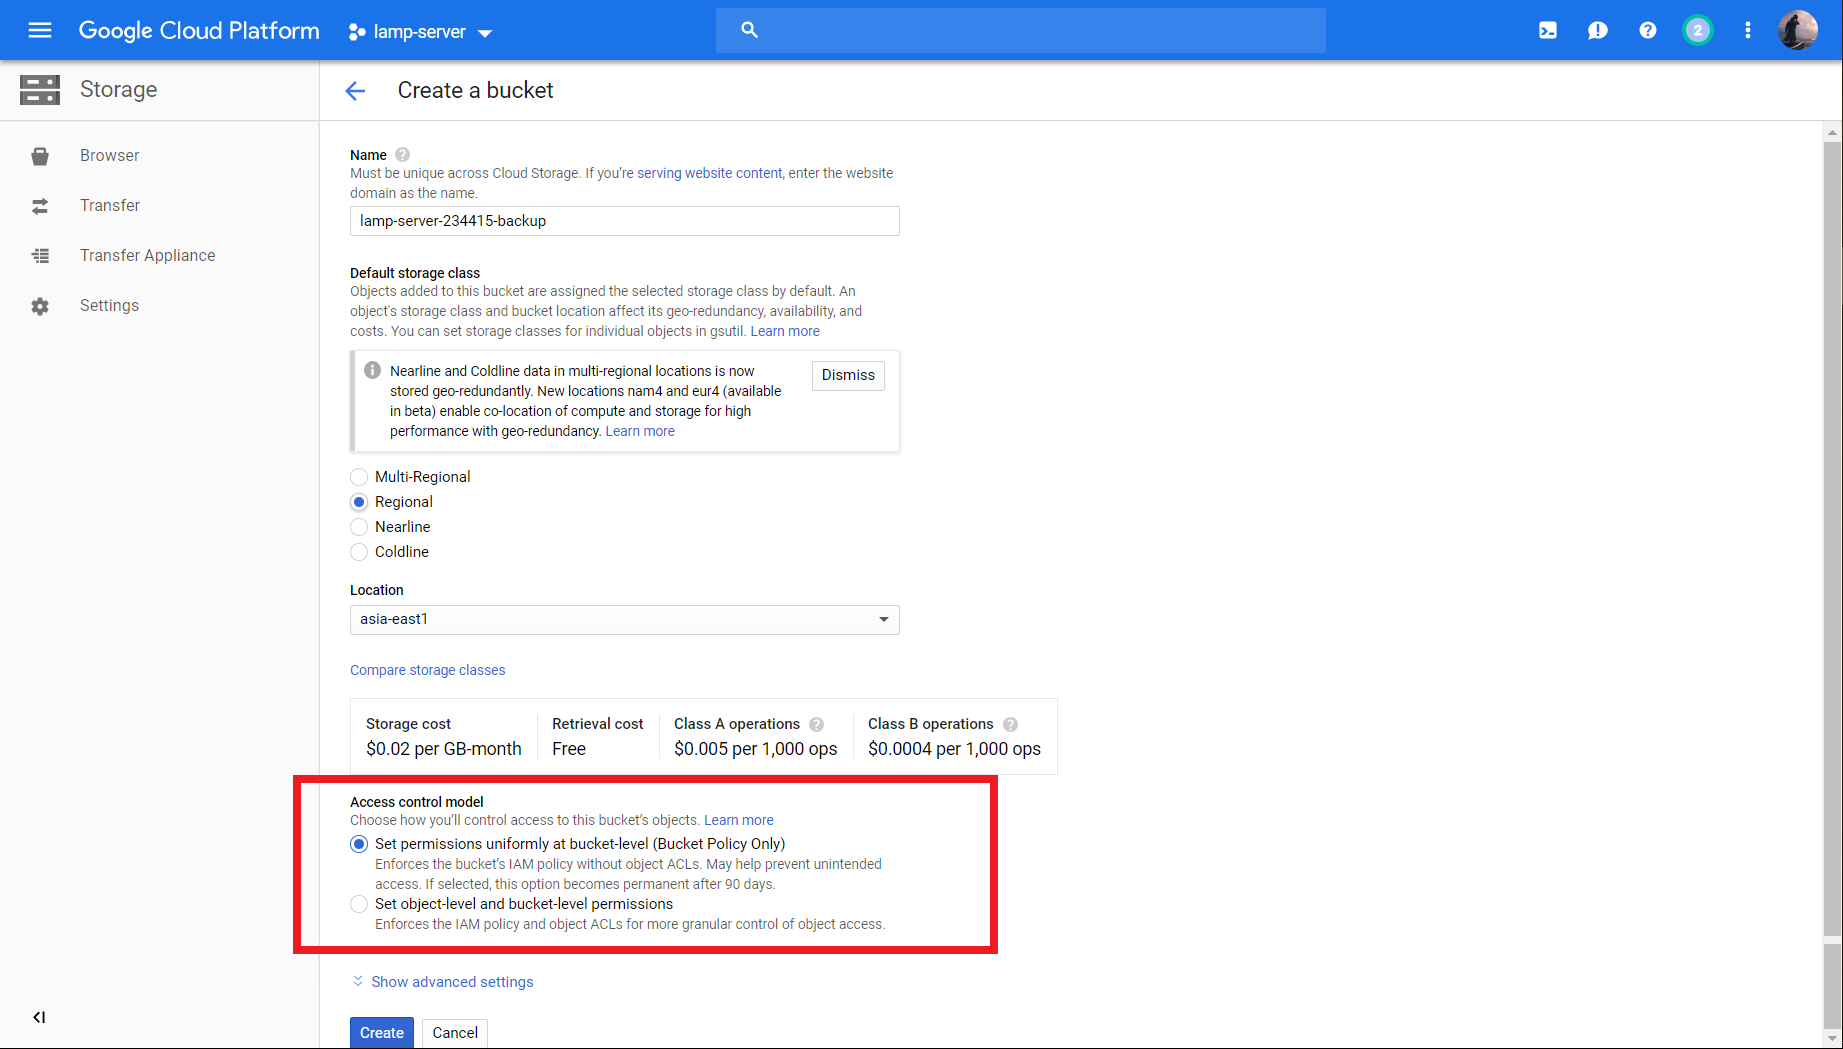 Google Cloud Platform
lamp-server
2
Storage
Create a bucket
Browser
Transfer
Transfer Appliance
Settings
Name
Must be unique across Cloud Storage. If you're serving website content, enter the website
domain as the name.
lamp-server-234415-backup
Default storage class
Objects added to this bucket are assigned the selected storage class by default. An
object's storage class and bucket location affect its geo-redundancy, availability, and
costs. You can set storage classes for individual objects in gsutil. Learn more
Nearline and Coldline data in multi-regional locations is now
stored geo-redundantly. New locations nam4 and eur4 (available
in beta) enable co-location of compute and storage for high
performance with geo-redundancy. Learn more
Dismiss
Multi-Regional
Regional
Nearline
Coldline
Location
asia-east1
Compare storage classes
Storage cost
$0.02 per GB-month
Retrieval cost
Free
Class A operations
$0.005 per 1,000 ops
Class B operations
$0.0004 per 1,000 ops
Access control model
Choose how you'll control access to this bucket's objects. Learn more
Set permissions uniformly at bucket-level (Bucket Policy Only)
Enforces the bucket's IAM policy without object ACLs. May help prevent unintended
access. If selected, this option becomes permanent after 90 days.
Set object-level and bucket-level permissions
Enforces the IAM policy and object ACLs for more granular control of object access.
Show advanced settings
Create
Cancel